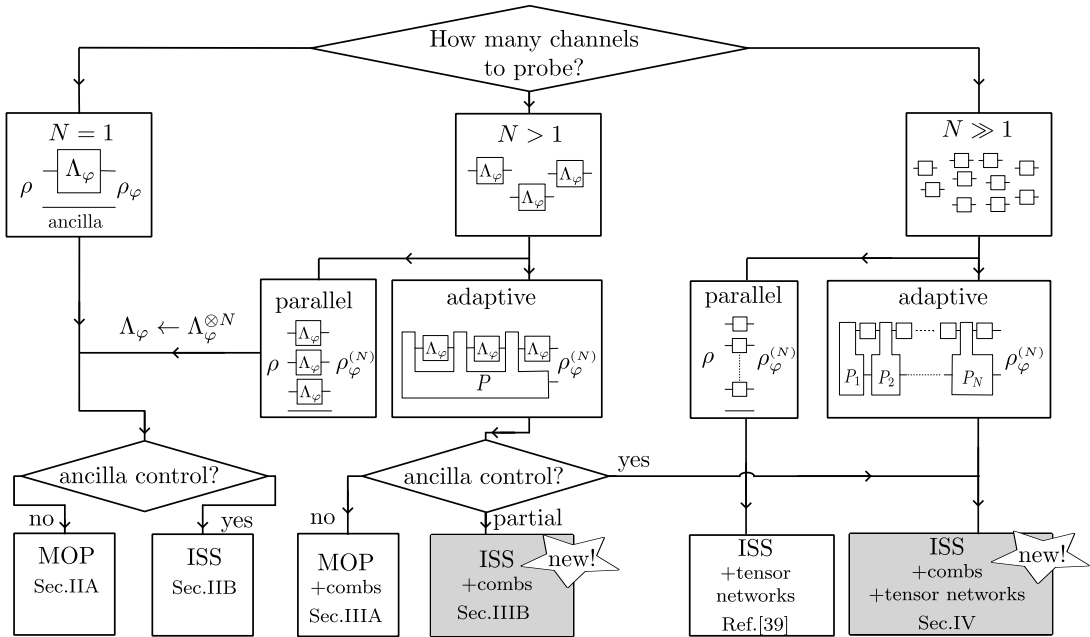 How many channels
to probe?
N = 1
Λφ
ρ
ρφ
ancilla
N > 1
Λφ
Λφ
Λφ
N ≫ 1
Λφ ← Λφ⊗N
parallel
Λφ
ρ
Λφ
ρφ(N)
Λφ
adaptive
Λφ
Λφ
Λφ
ρφ(N)
P
parallel
ρ
ρφ(N)
adaptive
P1
P2
PN
ρφ(N)
ancilla control?
no
yes
ancilla control?
no
partial
yes
MOP
Sec.IIA
ISS
Sec.IIB
MOP
+combs
Sec.IIIA
ISS
+combs
Sec.IIIB
new!
ISS
+tensor
networks
Ref.[39]
ISS
+combs
+tensor networks
Sec.IV
new!